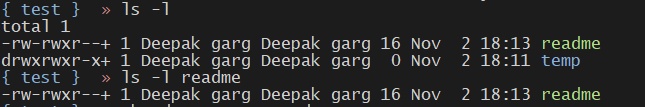 { test }  » ls -l
total 1
-rw-rwxr--+ 1 Deepak garg Deepak garg 16 Nov  2 18:13 readme
drwxrwxr-x+ 1 Deepak garg Deepak garg  0 Nov  2 18:11 temp
{ test }  » ls -l readme
-rw-rwxr--+ 1 Deepak garg Deepak garg 16 Nov  2 18:13 readme